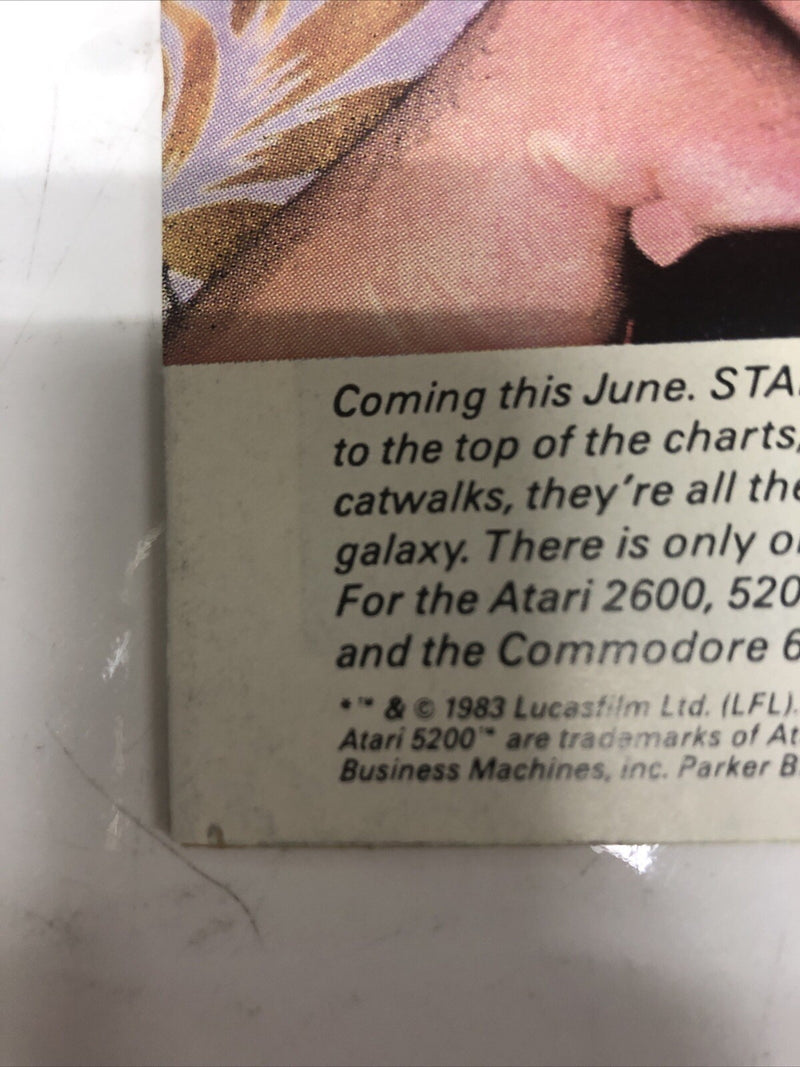 Coming this June. STA
to the top of the charts,
catwalks, they're all the
galaxy. There is only o
For the Atari 2600, 520
and the Commodore 6
*™ & © 1983 Lucasfilm Ltd. (LFL).
Atari 5200™ are trademarks of At
Business Machines, inc. Parker B